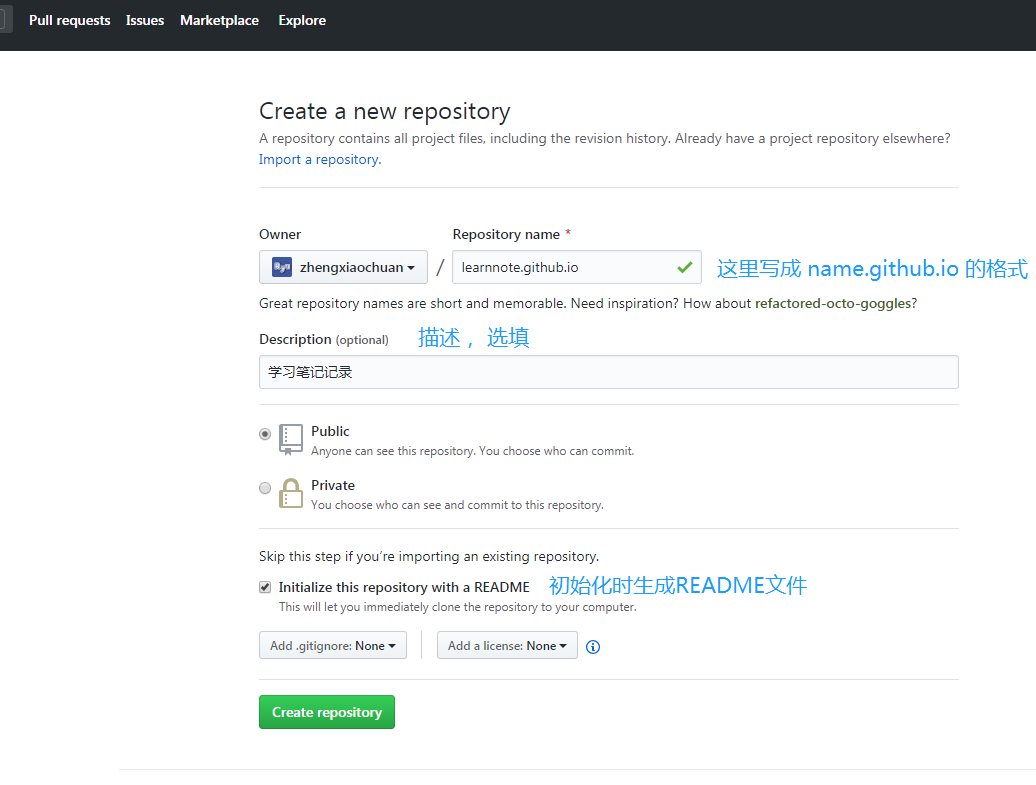 Pull requests Issues Marketplace Explore
Create a new repository
A repository contains all project files, including the revision history. Already have a project repository elsewhere?
Import a repository.
Owner Repository name *
zhengxiaochuan / learnnote.github.io 这里写成 name.github.io 的格式
Great repository names are short and memorable. Need inspiration? How about refactored-octo-goggles?
Description (optional) 描述 ，选填
学习笔记记录
Public
Anyone can see this repository. You choose who can commit.
Private
You choose who can see and commit to this repository.
Skip this step if you’re importing an existing repository.
Initialize this repository with a README 初始化时生成README文件
This will let you immediately clone the repository to your computer.
Add .gitignore: None Add a license: None
Create repository